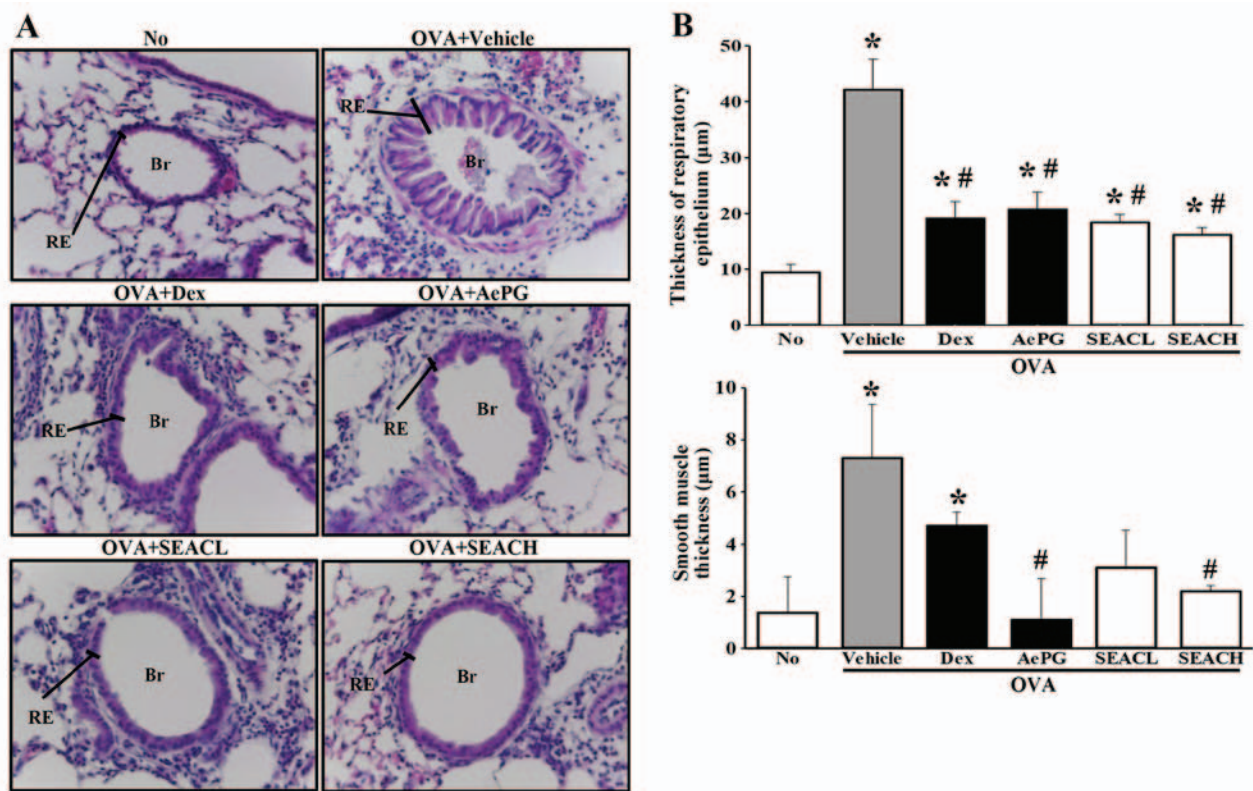 A
No
OVA+Vehicle
RE
Br
RE
Br
OVA+Dex
OVA+AePG
RE
Br
RE
Br
OVA+SEACL
OVA+SEACH
RE
Br
RE
Br
B
Thickness of respiratory
epithelium (µm)
50
40
30
20
10
0
*
* #
* #
* #
* #
No Vehicle Dex AePG SEACL SEACH
OVA
Smooth muscle
thickness (µm)
10
8
6
4
2
0
*
*
#
#
No Vehicle Dex AePG SEACL SEACH
OVA